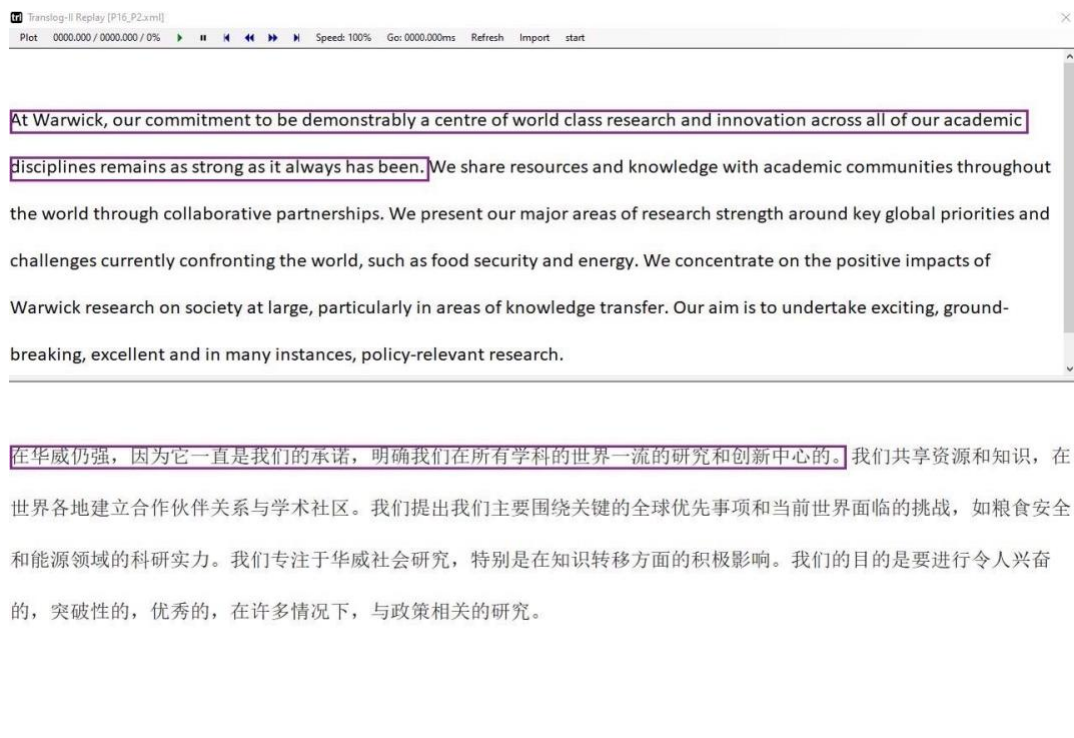 trl Translog-II Replay [P16_P2.xml]
Plot 0000.000 / 0000.000 / 0% Speed: 100% Go: 0000.000ms Refresh Import start
At Warwick, our commitment to be demonstrably a centre of world class research and innovation across all of our academic
disciplines remains as strong as it always has been. We share resources and knowledge with academic communities throughout
the world through collaborative partnerships. We present our major areas of research strength around key global priorities and
challenges currently confronting the world, such as food security and energy. We concentrate on the positive impacts of
Warwick research on society at large, particularly in areas of knowledge transfer. Our aim is to undertake exciting, ground-
breaking, excellent and in many instances, policy-relevant research.
在华威仍强，因为它一直是我们的承诺，明确我们在所有学科的世界一流的研究和创新中心的。我们共享资源和知识，在
世界各地建立合作伙伴关系与学术社区。我们提出我们主要围绕关键的全球优先事项和当前世界面临的挑战，如粮食安全
和能源领域的科研实力。我们专注于华威社会研究，特别是在知识转移方面的积极影响。我们的目的是要进行令人兴奋
的，突破性的，优秀的，在许多情况下，与政策相关的研究。